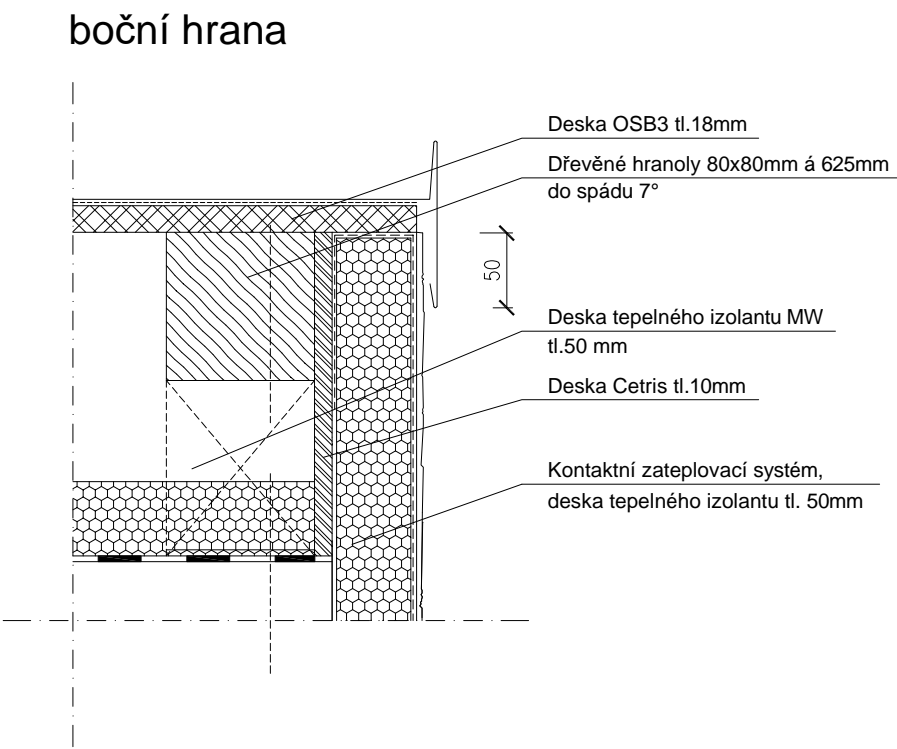 boční hrana
Deska OSB3 tl.18mm
Dřevěné hranoly 80x80mm á 625mm
do spádu 7°
50
Deska tepelného izolantu MW
tl.50 mm
Deska Cetris tl.10mm
Kontaktní zateplovací systém,
deska tepelného izolantu tl. 50mm